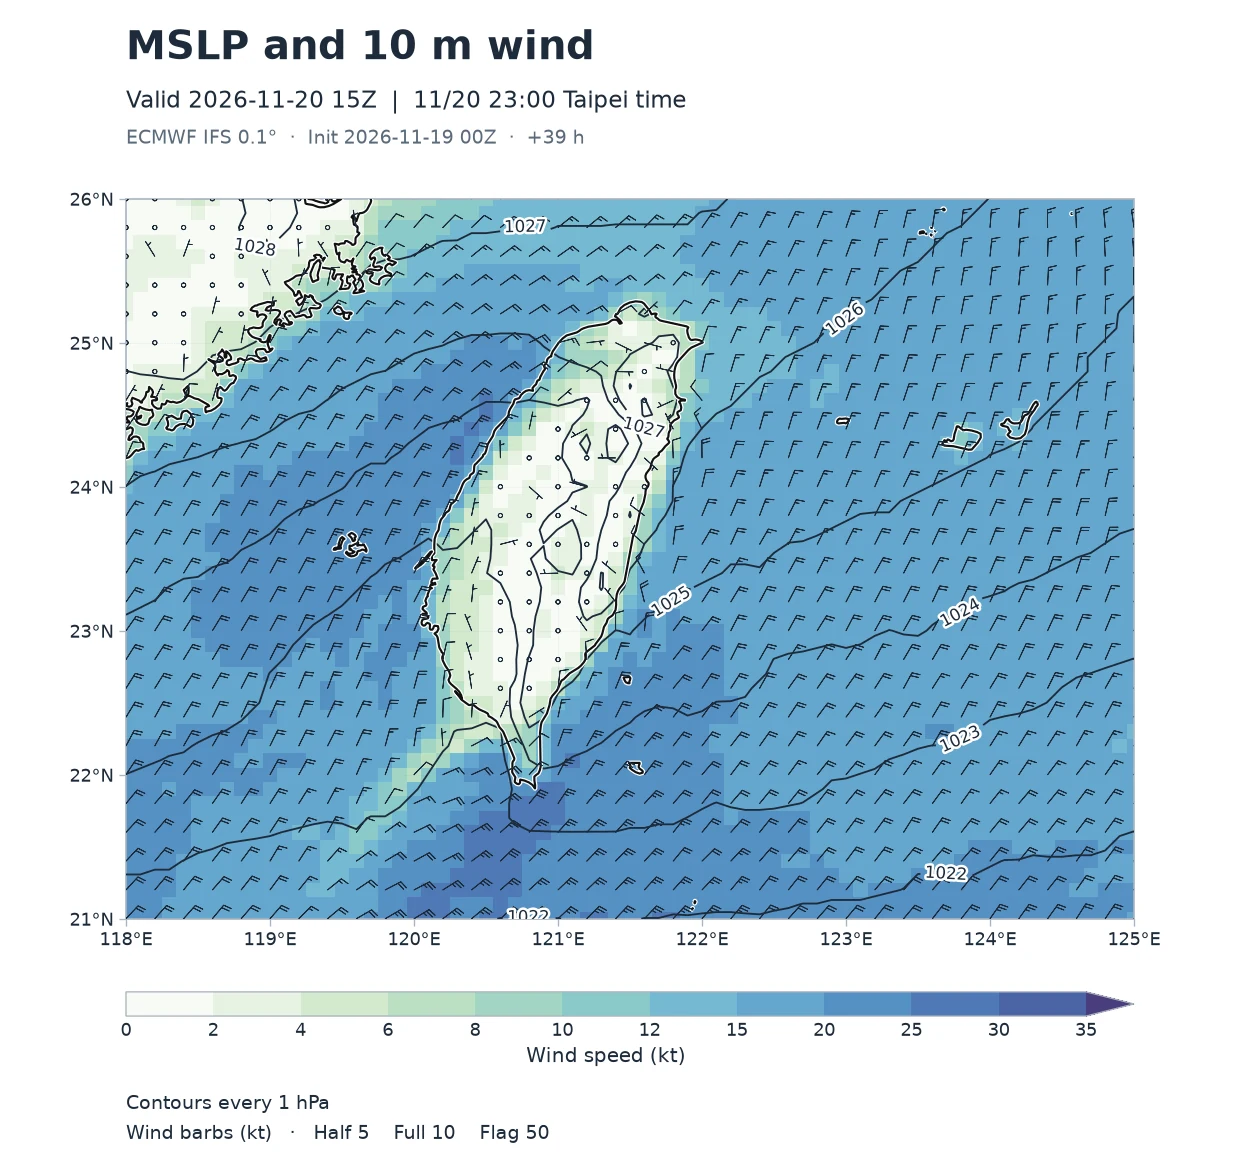 MSLP and 10 m wind
Valid 2026-11-20 15Z | 11/20 23:00 Taipei time
ECMWF IFS 0.1° · Init 2026-11-19 00Z · +39 h
26°N
1027
1028
1026
25°N
1027
24°N
1025
1024
23°N
1023
22°N
1022
1022
21°N
118°E 119°E 120°E 121°E 122°E 123°E 124°E 125°E
0 2 4 6 8 10 12 15 20 25 30 35
Wind speed (kt)
Contours every 1 hPa
Wind barbs (kt) · Half 5 Full 10 Flag 50